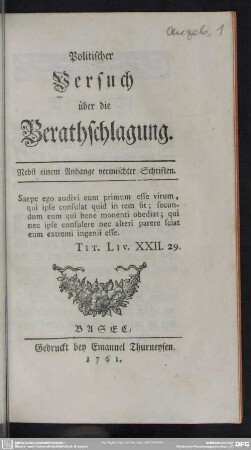 angeb. 1
Politischer
Versuch
über die
Berathschlagung.
Nebst einem Anhange vermischter Schriften.
Saepe ego audivi eum primum esse virum,
qui ipse consulat quid in rem sit; secun-
dum eum qui bene monenti obediat; qui
nec ipse consulere nec alteri parere sciat
eum extremi ingenii esse.
TIT. LIV. XXII. 29.
BASEL,
Gedruckt bey Emanuel Thurneysen.
1761.